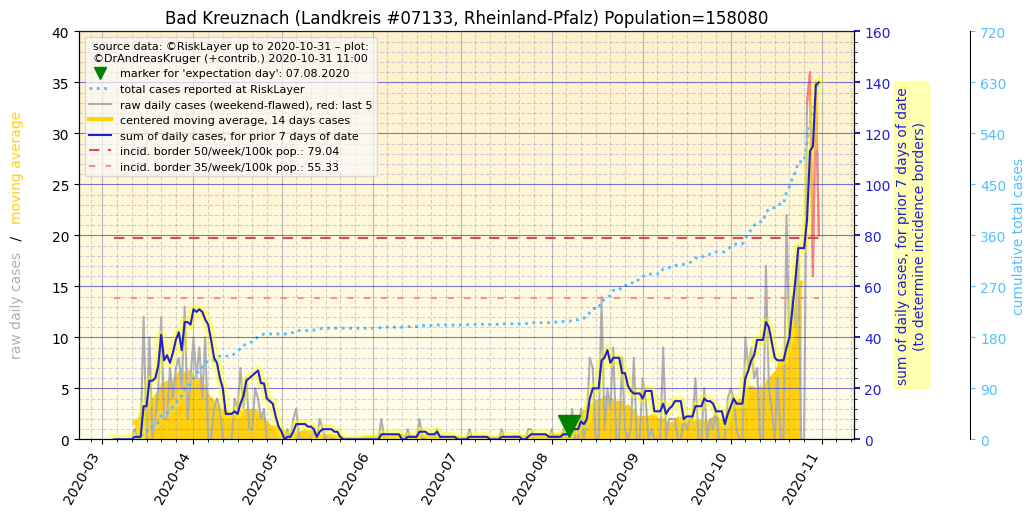 Bad Kreuznach (Landkreis #07133, Rheinland-Pfalz) Population=158080
source data: ©RiskLayer up to 2020-10-31 – plot:
©DrAndreasKruger (+contrib.) 2020-10-31 11:00
marker for 'expectation day': 07.08.2020
total cases reported at RiskLayer
raw daily cases (weekend-flawed), red: last 5
centered moving average, 14 days cases
sum of daily cases, for prior 7 days of date
incid. border 50/week/100k pop.: 79.04
incid. border 35/week/100k pop.: 55.33
raw daily cases / moving average
40
35
30
25
20
15
10
5
0
160
140
120
100
80
60
40
20
0
sum of daily cases, for prior 7 days of date
(to determine incidence borders)
720
630
540
450
360
270
180
90
0
cumulative total cases
2020-03
2020-04
2020-05
2020-06
2020-07
2020-08
2020-09
2020-10
2020-11